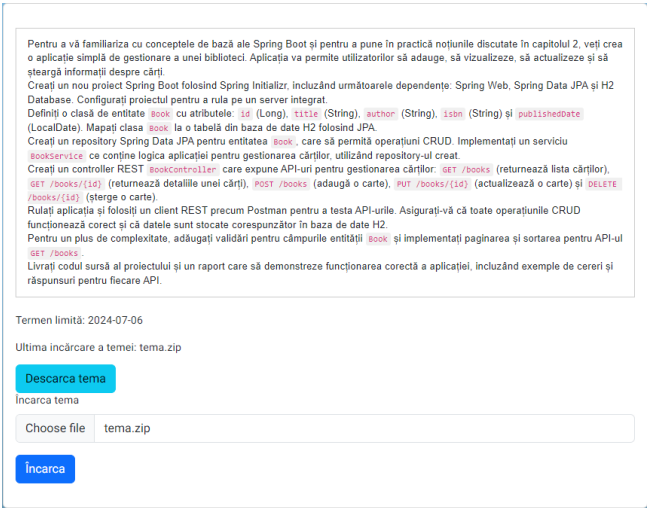 Pentru a vă familiariza cu conceptele de bază ale Spring Boot și pentru a pune în practică noțiunile discutate în capitolul 2, veți crea
o aplicație simplă de gestionare a unei biblioteci. Aplicația va permite utilizatorilor să adauge, să vizualizeze, să actualizeze și să
șteargă informații despre cărți.
Creați un nou proiect Spring Boot folosind Spring Initializr, incluzând următoarele dependențe: Spring Web, Spring Data JPA și H2
Database. Configurați proiectul pentru a rula pe un server integrat.
Definiți o clasă de entitate Book cu atributele: id (Long), title (String), author (String), isbn (String) și publishedDate
(LocalDate). Mapați clasa Book la o tabelă din baza de date H2 folosind JPA.
Creați un repository Spring Data JPA pentru entitatea Book , care să permită operațiuni CRUD. Implementați un serviciu
BookService ce conține logica aplicației pentru gestionarea cărților, utilizând repository-ul creat.
Creați un controller REST BookController care expune API-uri pentru gestionarea cărților: GET /books (returnează lista cărților),
GET /books/{id} (returnează detaliile unei cărți), POST /books (adaugă o carte), PUT /books/{id} (actualizează o carte) și DELETE
/books/{id} (șterge o carte).
Rulați aplicația și folosiți un client REST precum Postman pentru a testa API-urile. Asigurați-vă că toate operațiunile CRUD
funcționează corect și că datele sunt stocate corespunzător în baza de date H2.
Pentru un plus de complexitate, adăugați validări pentru câmpurile entității Book și implementați paginarea și sortarea pentru API-ul
GET /books .
Livrați codul sursă al proiectului și un raport care să demonstreze funcționarea corectă a aplicației, incluzând exemple de cereri și
răspunsuri pentru fiecare API.
Termen limită: 2024-07-06
Ultima incărcare a temei: tema.zip
Descarca tema
Încarca tema
Choose file tema.zip
Încarca